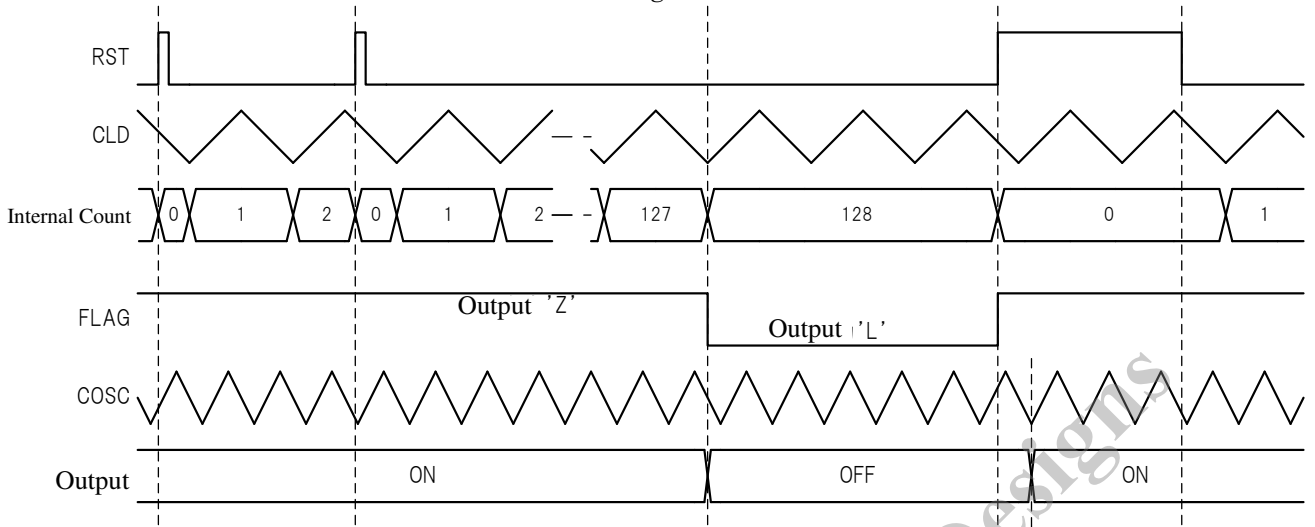 RST
CLD
Internal Count 0 1 2 0 1 2 127 128 0 1
FLAG Output 'Z' Output 'L'
COSC
Output ON OFF ON